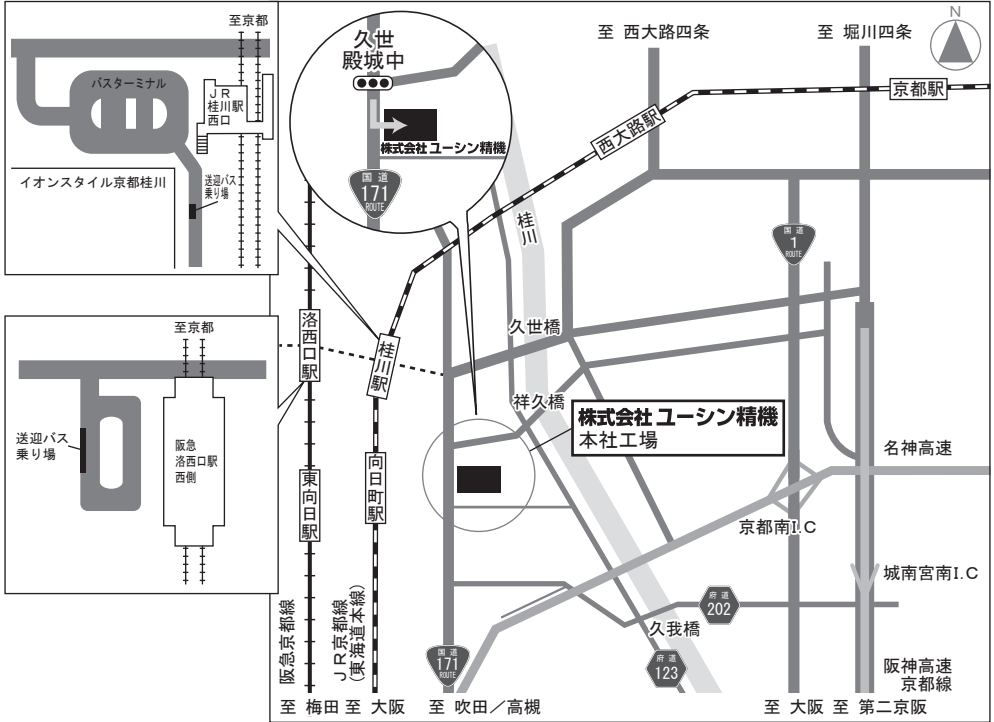 至京都
バスターミナル
JR
桂川駅
西口
イオンスタイル京都桂川
送迎バス
乗り場
至京都
送迎バス
乗り場
阪急
洛西口駅
西側
久世
殿城中
株式会社 ユーシン精機
国道
171
ROUTE
至 西大路四条
至 堀川四条
N
京都駅
西大路駅
桂川
国道
1
ROUTE
洛西口駅
桂川駅
久世橋
祥久橋
株式会社 ユーシン精機
本社工場
名神高速
東向日駅
向日町駅
京都南I.C
城南宮南I.C
府道
202
久我橋
府道
123
国道
171
ROUTE
阪急京都線
JR京都線
(東海道本線)
阪神高速
京都線
至 梅田
至 大阪
至 吹田／高槻
至 大阪
至 第二京阪